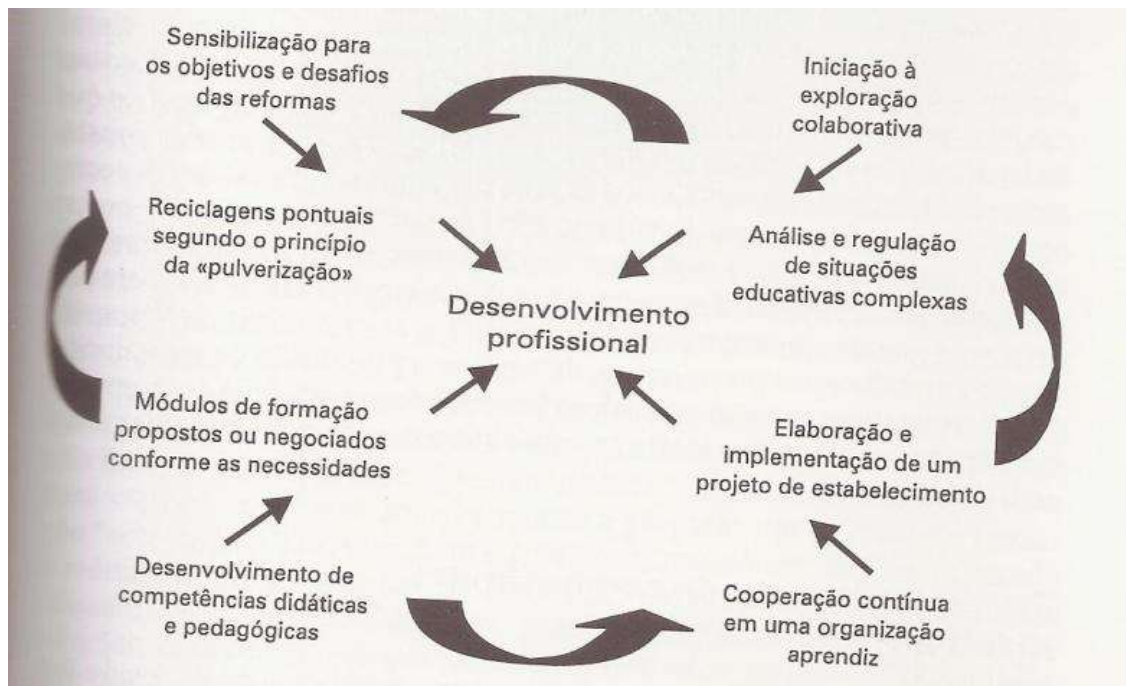 Sensibilização para
os objetivos e desafios
das reformas
Iniciação à
exploração
colaborativa
Reciclagens pontuais
segundo o princípio
da «pulverização»
Análise e regulação
de situações
educativas complexas
Desenvolvimento
profissional
Módulos de formação
propostos ou negociados
conforme as necessidades
Elaboração e
implementação de um
projeto de estabelecimento
Desenvolvimento de
competências didáticas
e pedagógicas
Cooperação contínua
em uma organização
aprendiz